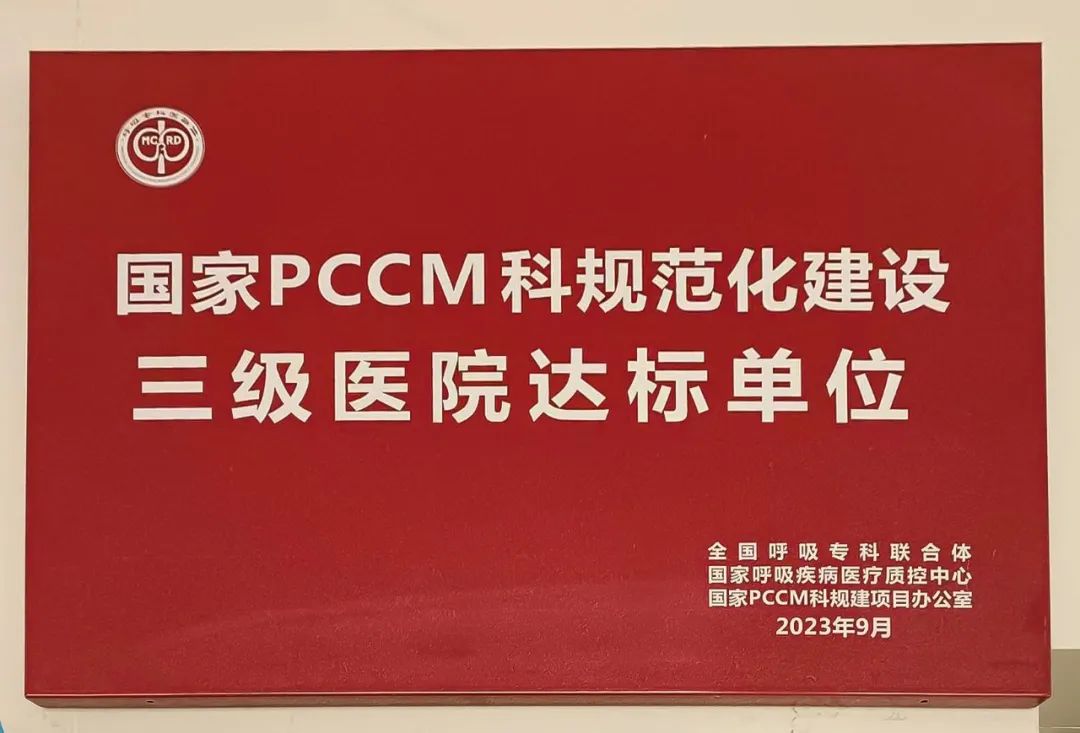 MCRD
国家PCCM科规范化建设
三级医院达标单位
全国呼吸专科联合体
国家呼吸疾病医疗质控中心
国家PCCM科规建项目办公室
2023年9月